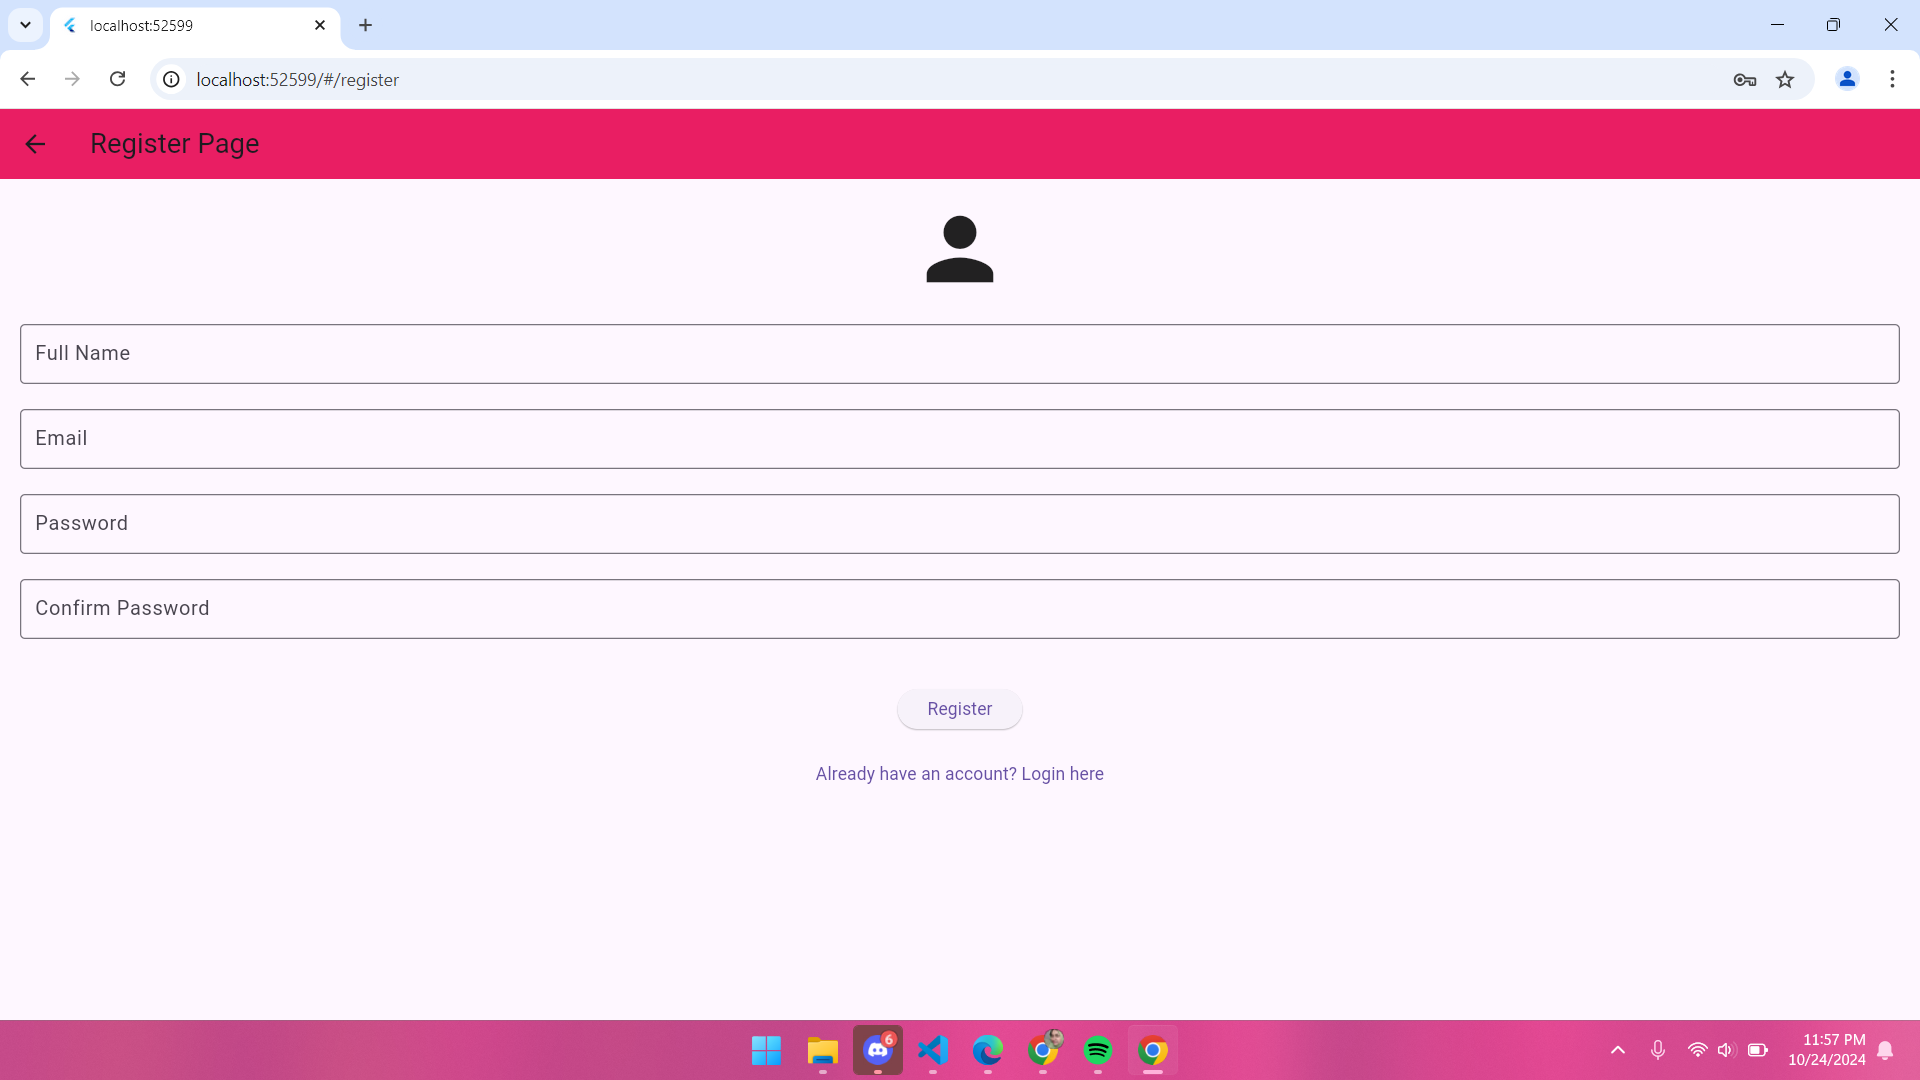 localhost:52599
localhost:52599/#/register
Register Page
Full Name
Email
Password
Confirm Password
Register
Already have an account? Login here
6
11:57 PM
10/24/2024